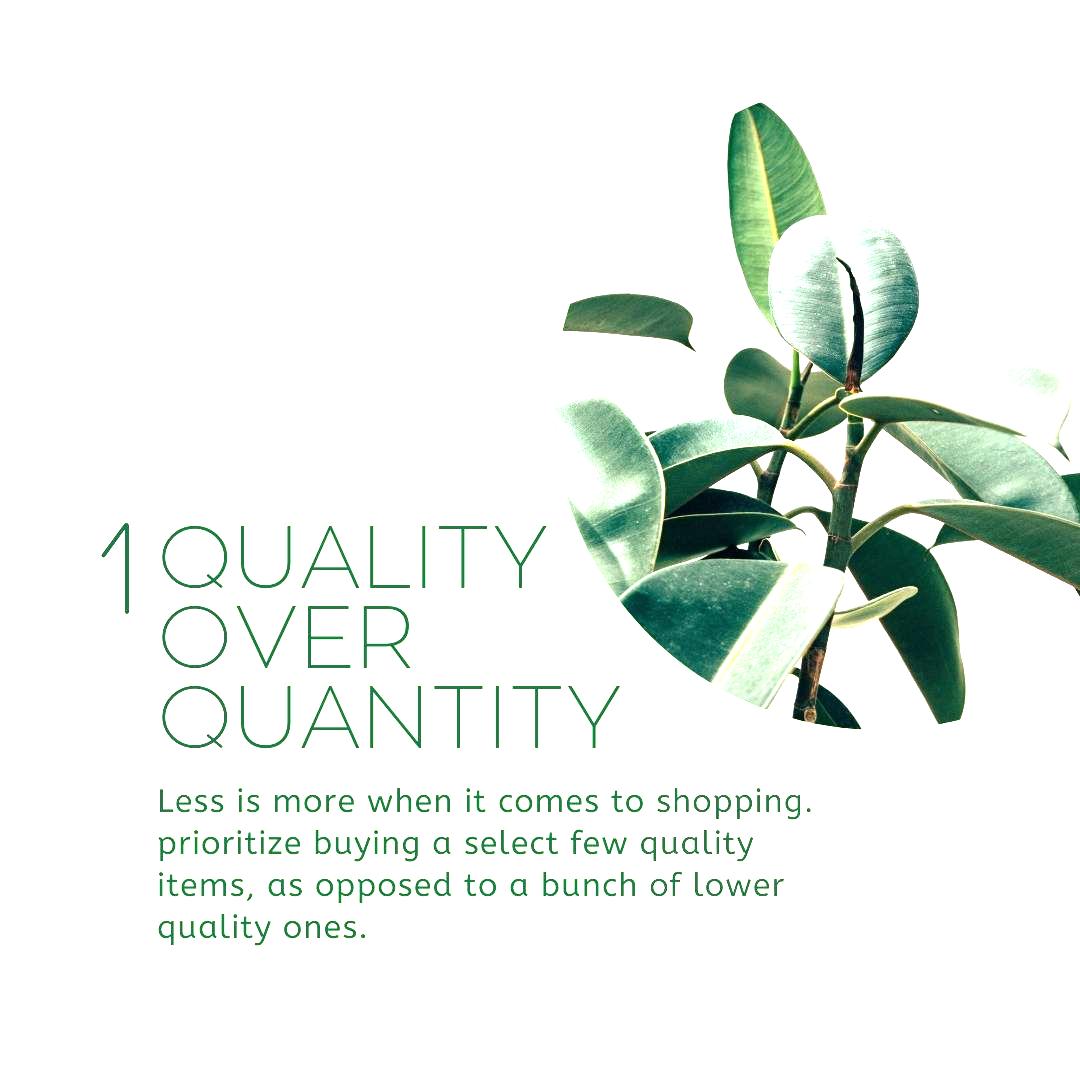 1 QUALITY
OVER
QUANTITY
Less is more when it comes to shopping.
prioritize buying a select few quality
items, as opposed to a bunch of lower
quality ones.